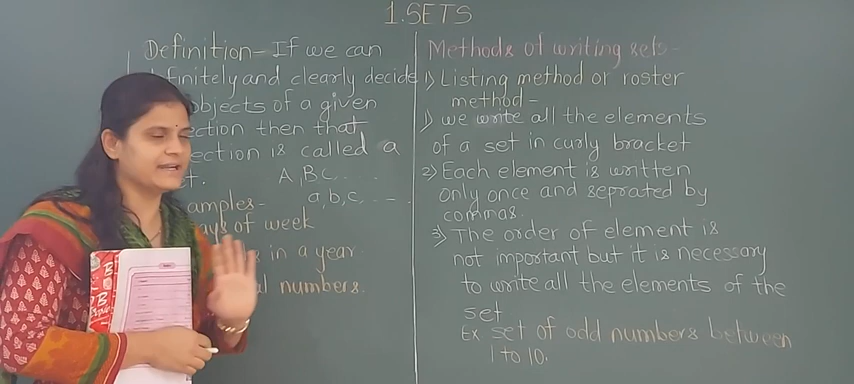 1. SETS
Definition - If we can
finitely and clearly decide
objects of a given
ection then that
ection is called a
t. A, B, C, . . .
amples - a, b, c, . - - -
ays of week
s in a year
al numbers.
Methods of writing sets -
1) Listing method or roster
method -
1) we write all the elements
of a set in curly bracket
2) Each element is written
only once and seprated by
commas.
3) The order of element is
not important but it is necessary
to write all the elements of the
set
Ex set of odd numbers between
1 to 10.